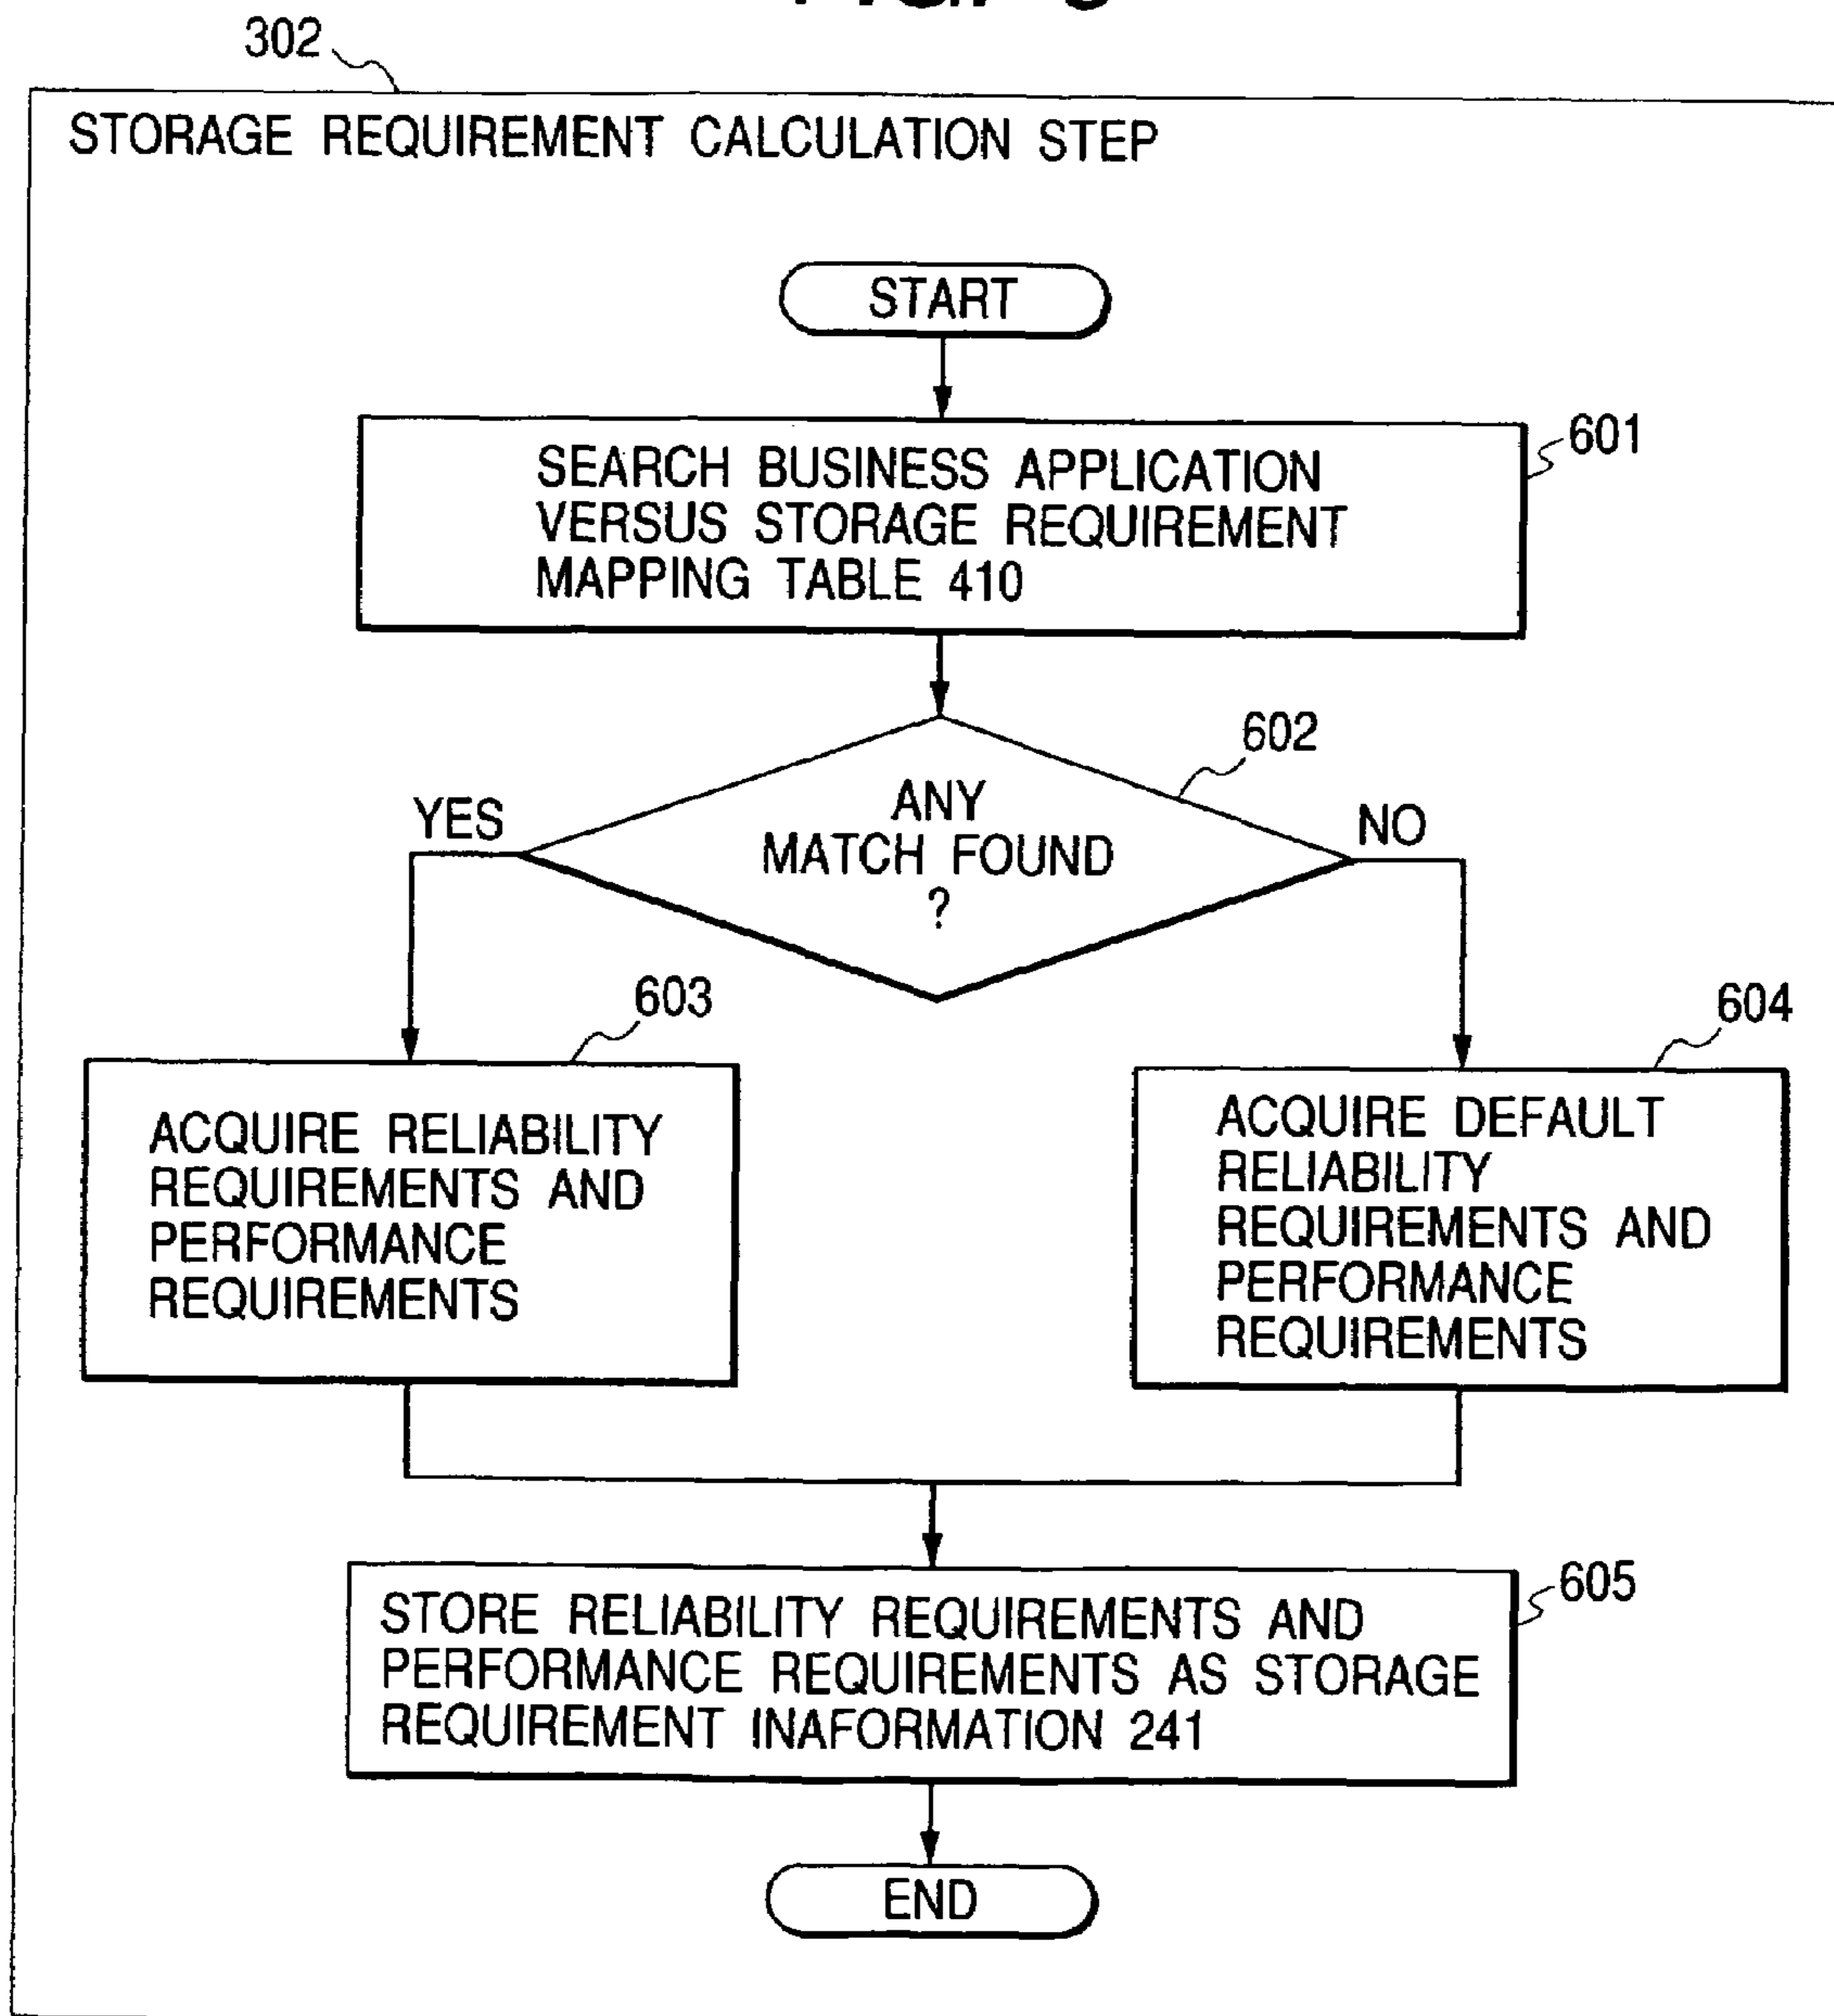 302
STORAGE REQUIREMENT CALCULATION STEP
START
601
SEARCH BUSINESS APPLICATION
VERSUS STORAGE REQUIREMENT
MAPPING TABLE 410
602
ANY
MATCH FOUND
?
YES
NO
603
604
ACQUIRE RELIABILITY
REQUIREMENTS AND
PERFORMANCE
REQUIREMENTS
ACQUIRE DEFAULT
RELIABILITY
REQUIREMENTS AND
PERFORMANCE
REQUIREMENTS
605
STORE RELIABILITY REQUIREMENTS AND
PERFORMANCE REQUIREMENTS AS STORAGE
REQUIREMENT INAFORMATION 241
END